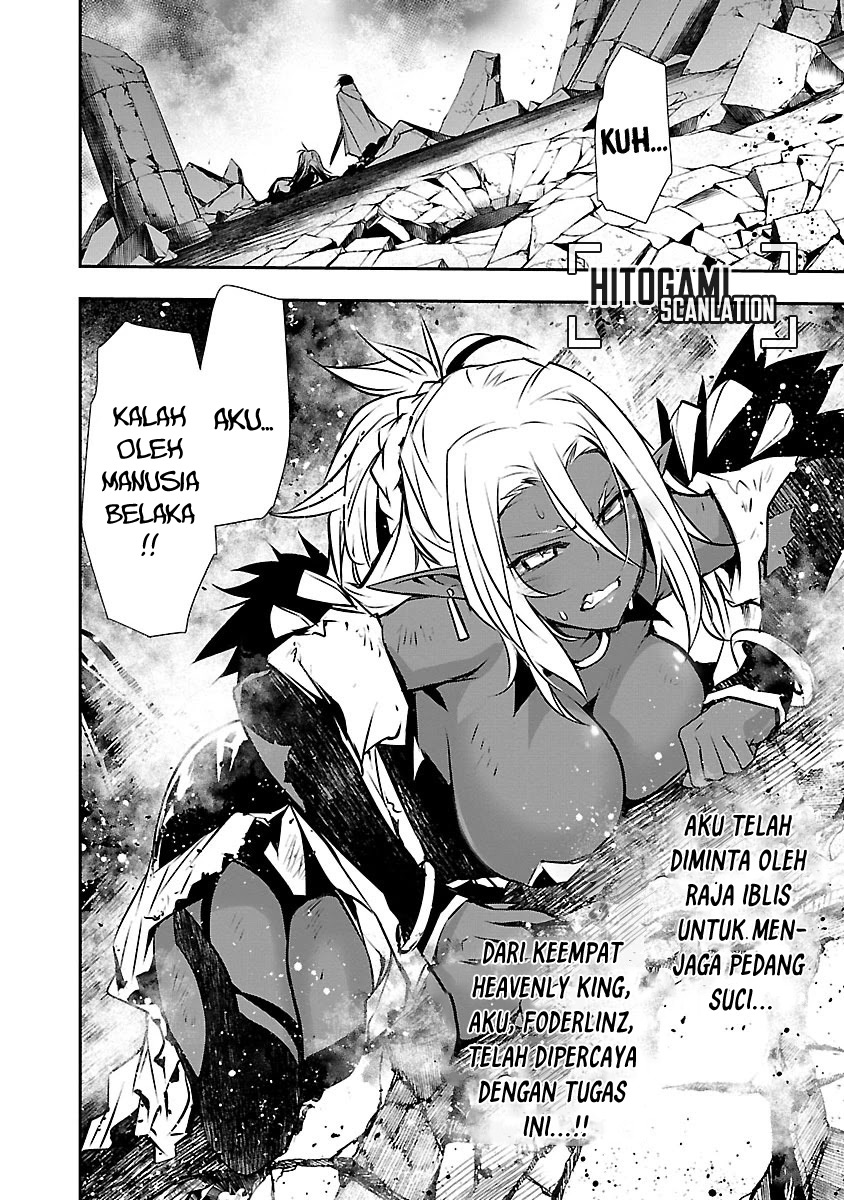 KUH...
HITOGAMI
SCANLATION
AKU...
KALAH
OLEH
MANUSIA
BELAKA
!!
AKU TELAH
DIMINTA OLEH
RAJA IBLIS
UNTUK MEN-
JAGA PEDANG
SUCI...
DARI KEEMPAT
HEAVENLY KING,
AKU, FODERLINZ,
TELAH DIPERCAYA
DENGAN TUGAS
INI...!!